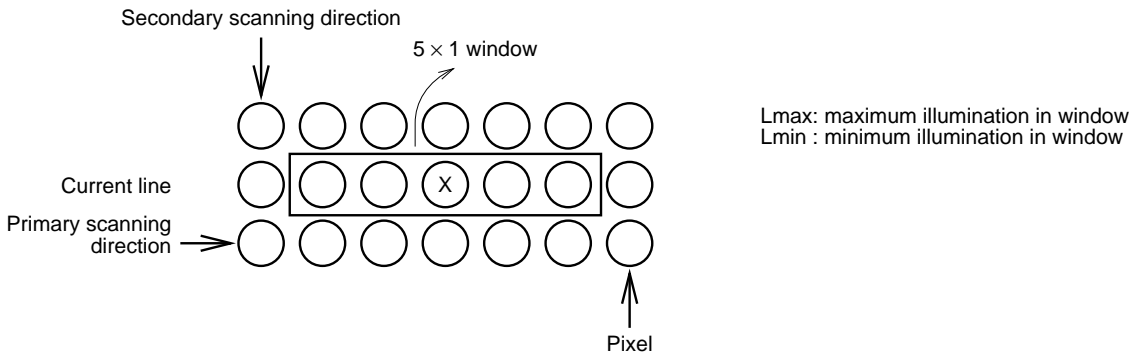 Secondary scanning direction
5 × 1 window
Lmax: maximum illumination in window
Lmin : minimum illumination in window
Current line
X
Primary scanning
direction
Pixel